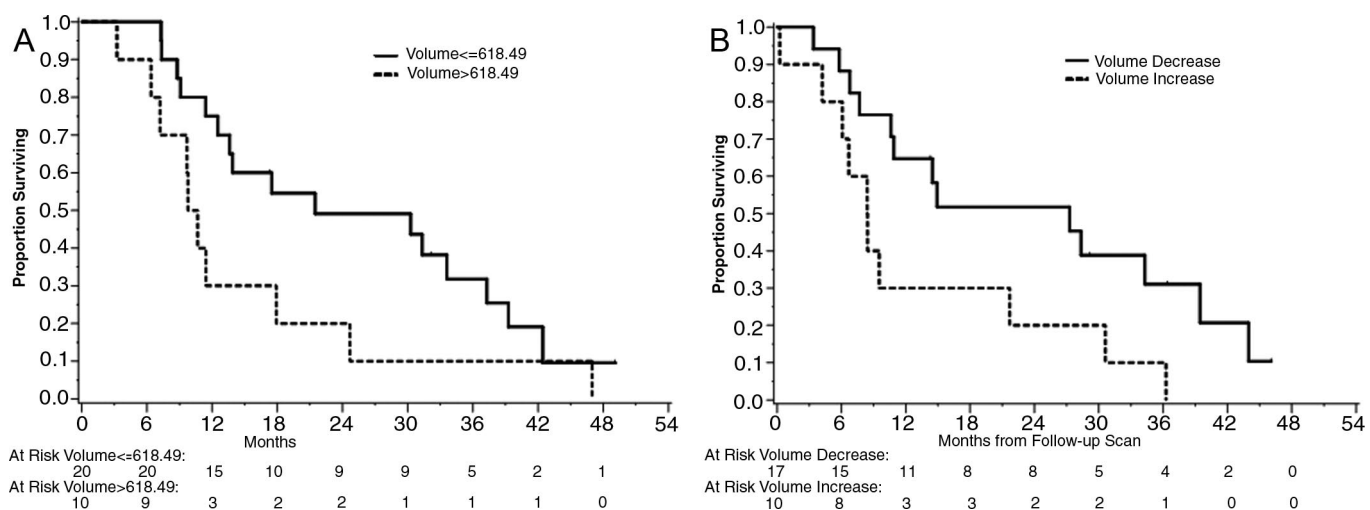 A
Volume<=618.49
Volume>618.49
Proportion Surviving
1.0
0.9
0.8
0.7
0.6
0.5
0.4
0.3
0.2
0.1
0.0
0 6 12 18 24 30 36 42 48 54
Months
At Risk Volume<=618.49:
20 20 15 10 9 9 5 2 1
At Risk Volume>618.49:
10 9 3 2 2 1 1 1 0
B
Volume Decrease
Volume Increase
Proportion Surviving
1.0
0.9
0.8
0.7
0.6
0.5
0.4
0.3
0.2
0.1
0.0
0 6 12 18 24 30 36 42 48 54
Months from Follow-up Scan
At Risk Volume Decrease:
17 15 11 8 8 5 4 2 0
At Risk Volume Increase:
10 8 3 3 2 2 1 0 0